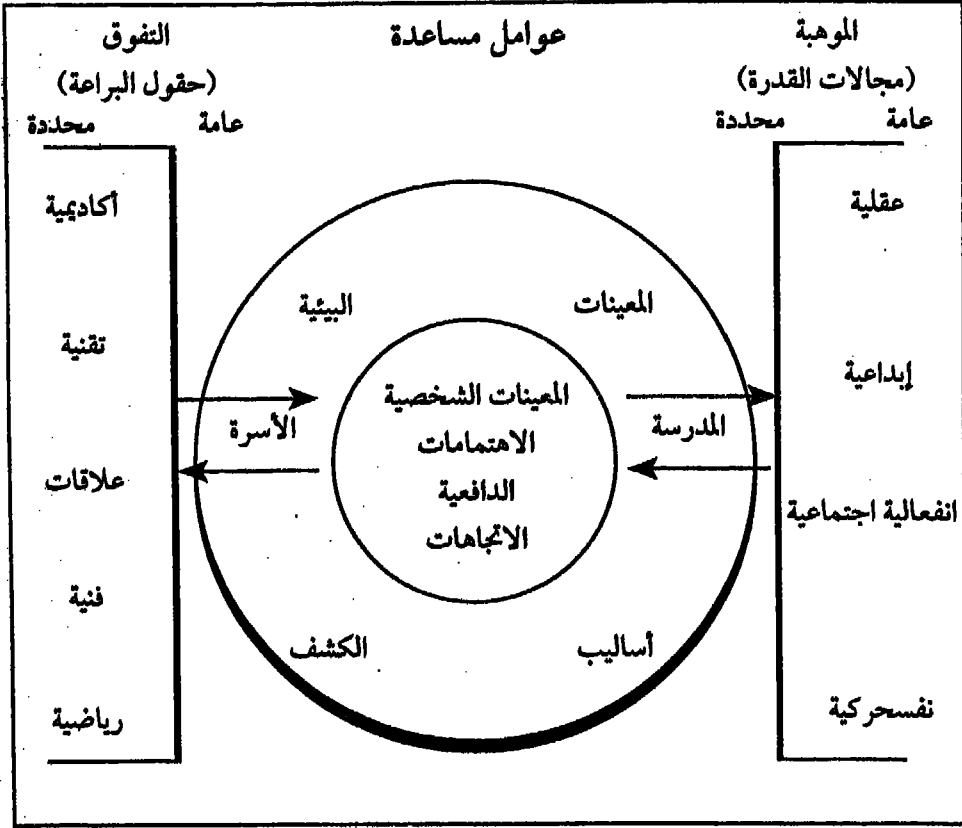 الموهبة
(مجالات القدرة)
عامة محددة
عقلية
إبداعية
انفعالية اجتماعية
نفسحركية
عوامل مساعدة
المعينات البيئية
المعينات الشخصية
الاهتمامات
الدافعية
الاتجاهات
المدرسة الأسرة
أساليب الكشف
التفوق
(حقول البراعة)
عامة محددة
أكاديمية
تقنية
علاقات
فنية
رياضية